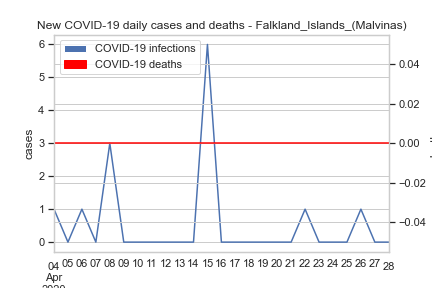 New COVID-19 daily cases and deaths - Falkland_Islands_(Malvinas)
COVID-19 infections
COVID-19 deaths
cases
6
5
4
3
2
1
0
0.04
0.02
0.00
−0.02
−0.04
04 05 06 07 08 09 10 11 12 13 14 15 16 17 18 19 20 21 22 23 24 25 26 27 28
Apr